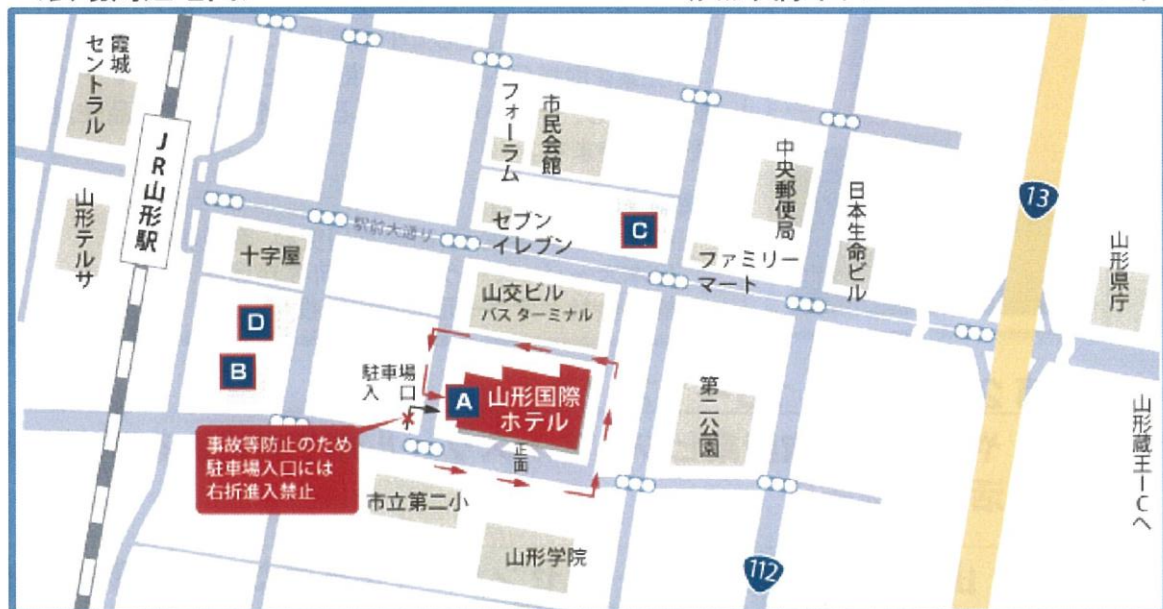 霞城
セントラル
JR山形駅
山形テルサ
フォーラム
市民会館
中央郵便局
日本生命ビル
13
山形県庁
駅前大通り
セブン
イレブン
C
ファミリー
マート
十字屋
山交ビル
バスターミナル
D
B
駐車場
入 口
A
山形国際
ホテル
正面
第二公園
山形蔵王ICへ
事故等防止のため
駐車場入口には
右折進入禁止
市立第二小
山形学院
112